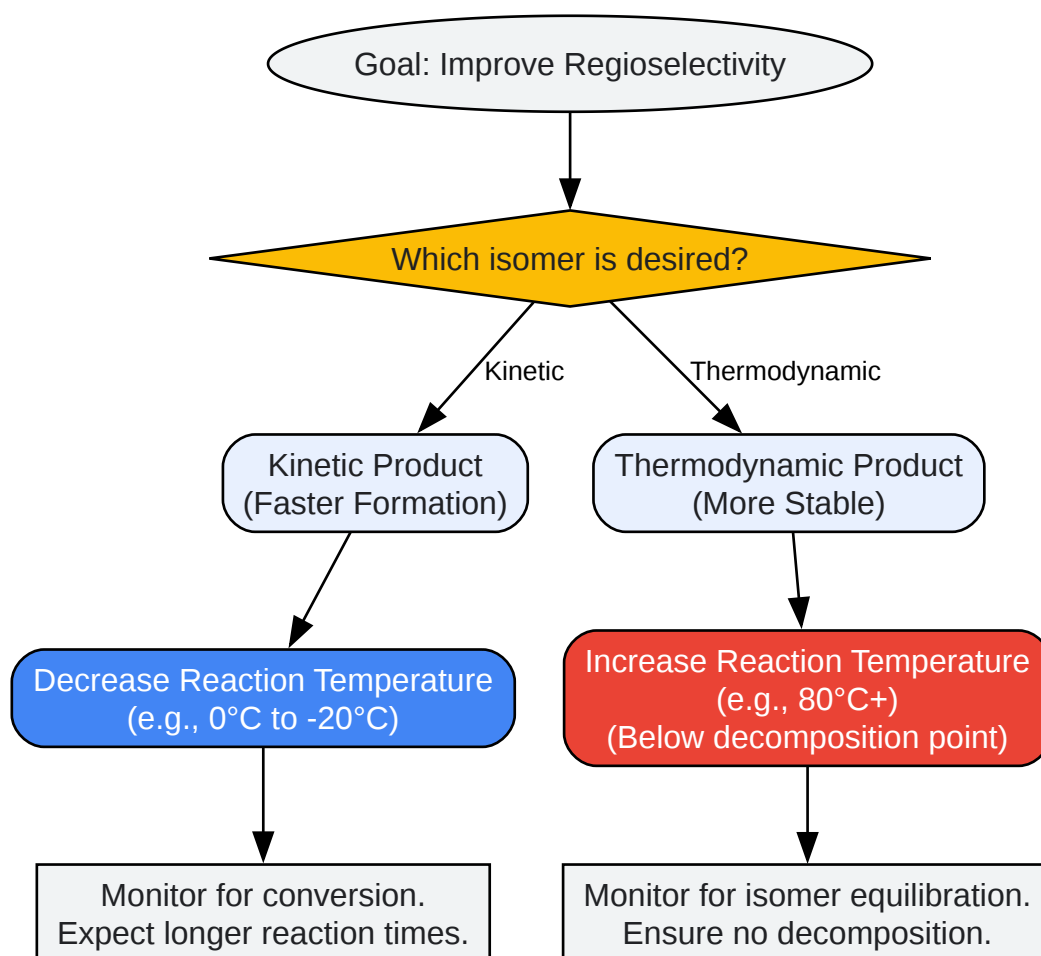 Goal: Improve Regioselectivity
Which isomer is desired?
Kinetic
Thermodynamic
Kinetic Product
(Faster Formation)
Thermodynamic Product
(More Stable)
Decrease Reaction Temperature
(e.g., 0°C to -20°C)
Increase Reaction Temperature
(e.g., 80°C+)
(Below decomposition point)
Monitor for conversion.
Expect longer reaction times.
Monitor for isomer equilibration.
Ensure no decomposition.